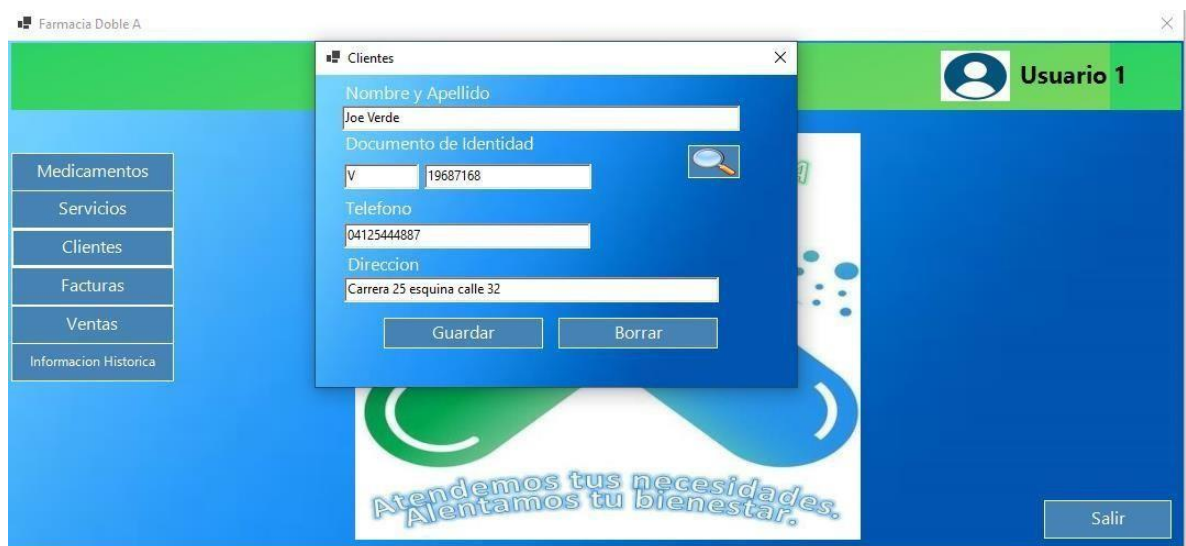 Farmacia Doble A
Usuario 1
Medicamentos
Servicios
Clientes
Facturas
Ventas
Informacion Historica
Clientes
Nombre y Apellido
Joe Verde
Documento de Identidad
V 19687168
Telefono
04125444887
Direccion
Carrera 25 esquina calle 32
Guardar Borrar
A
Atendemos tus necesidades.
Alentamos tu bienestar.
Salir